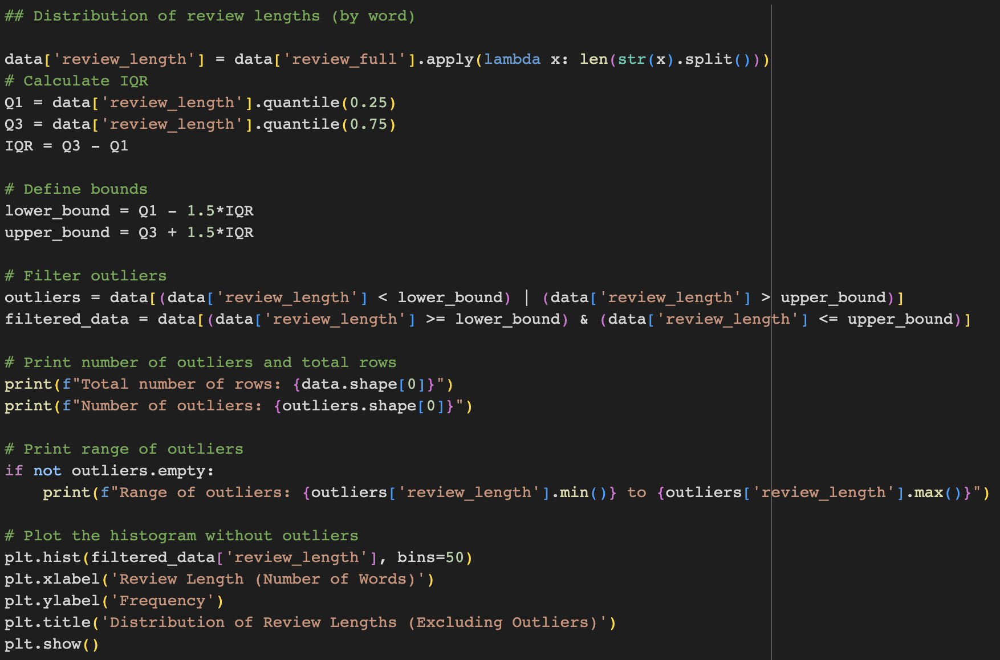 ## Distribution of review lengths (by word)

data['review_length'] = data['review_full'].apply(lambda x: len(str(x).split()))
# Calculate IQR
Q1 = data['review_length'].quantile(0.25)
Q3 = data['review_length'].quantile(0.75)
IQR = Q3 - Q1

# Define bounds
lower_bound = Q1 - 1.5*IQR
upper_bound = Q3 + 1.5*IQR

# Filter outliers
outliers = data[(data['review_length'] < lower_bound) | (data['review_length'] > upper_bound)]
filtered_data = data[(data['review_length'] >= lower_bound) & (data['review_length'] <= upper_bound)]

# Print number of outliers and total rows
print(f"Total number of rows: {data.shape[0]}")
print(f"Number of outliers: {outliers.shape[0]}")

# Print range of outliers
if not outliers.empty:
    print(f"Range of outliers: {outliers['review_length'].min()} to {outliers['review_length'].max()}")

# Plot the histogram without outliers
plt.hist(filtered_data['review_length'], bins=50)
plt.xlabel('Review Length (Number of Words)')
plt.ylabel('Frequency')
plt.title('Distribution of Review Lengths (Excluding Outliers)')
plt.show()